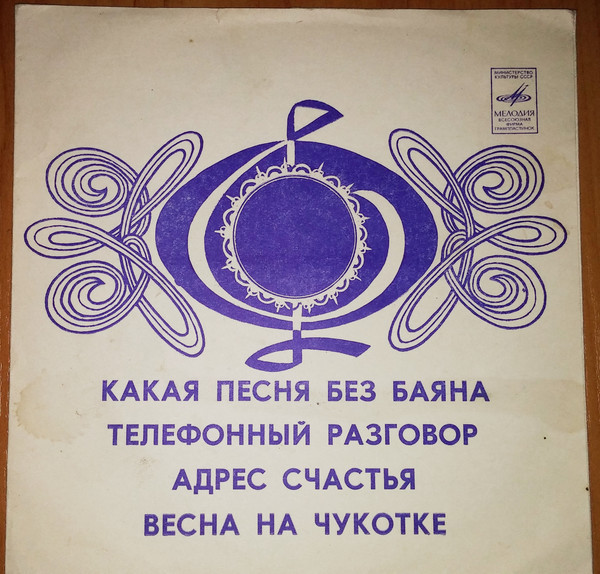 МИНИСТЕРСТВО
КУЛЬТУРЫ СССР
МЕЛОДИЯ
ВСЕСОЮЗНАЯ
ФИРМА
ГРАМПЛАСТИНОК
КАКАЯ ПЕСНЯ БЕЗ БАЯНА
ТЕЛЕФОННЫЙ РАЗГОВОР
АДРЕС СЧАСТЬЯ
ВЕСНА НА ЧУКОТКЕ